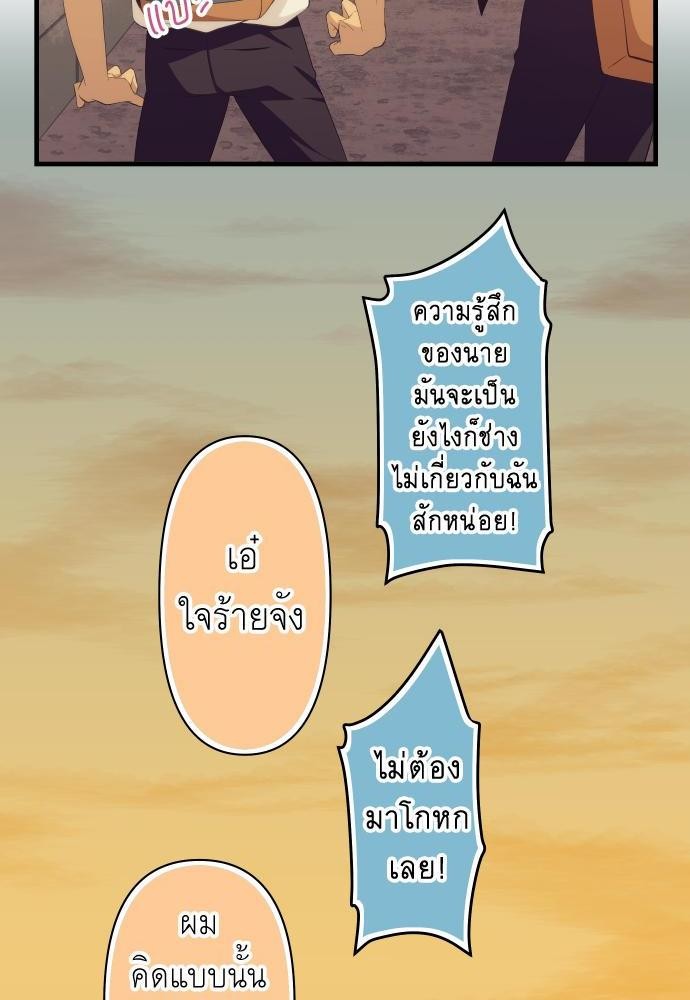 แปะ
ความรู้สึก
ของนาย
มันจะเป็น
ยังไงก็ช่าง
ไม่เกี่ยวกับฉัน
สักหน่อย!
เอ๋
ใจร้ายจัง
ไม่ต้อง
มาโกหก
เลย!
ผม
คิดแบบนั้น